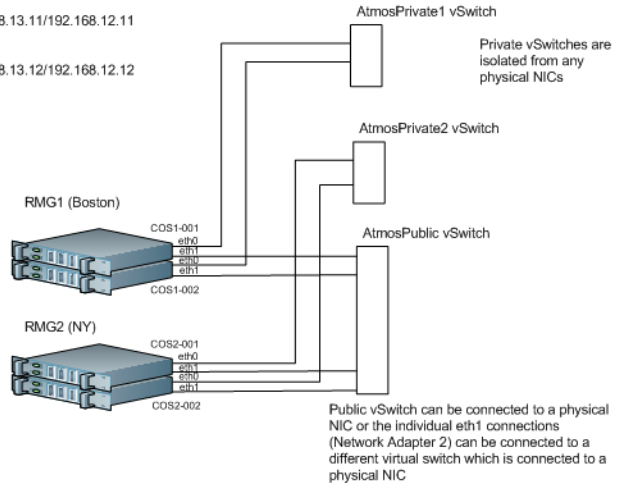 8.13.11/192.168.12.11
8.13.12/192.168.12.12
AtmosPrivate1 vSwitch
Private vSwitches are
isolated from any
physical NICs
AtmosPrivate2 vSwitch
RMG1 (Boston)
COS1-001
eth0
eth1
eth0
eth1
COS1-002
AtmosPublic vSwitch
RMG2 (NY)
COS2-001
eth0
eth1
eth0
eth1
COS2-002
Public vSwitch can be connected to a physical
NIC or the individual eth1 connections
(Network Adapter 2) can be connected to a
different virtual switch which is connected to a
physical NIC